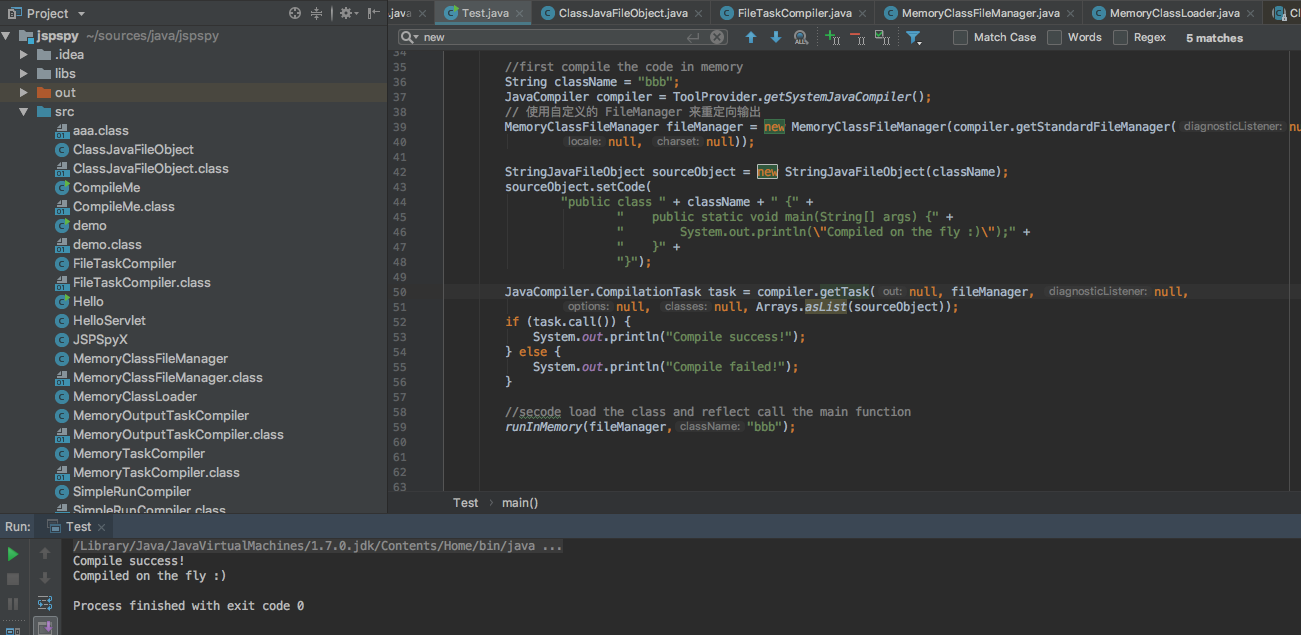 Project
jspspy ~/sources/java/jspspy
.idea
libs
out
src
aaa.class
ClassJavaFileObject
ClassJavaFileObject.class
CompileMe
CompileMe.class
demo
demo.class
FileTaskCompiler
FileTaskCompiler.class
Hello
HelloServlet
JSPSpyX
MemoryClassFileManager
MemoryClassFileManager.class
MemoryClassLoader
MemoryOutputTaskCompiler
MemoryOutputTaskCompiler.class
MemoryTaskCompiler
MemoryTaskCompiler.class
SimpleRunCompiler
SimpleRunCompiler.class
.java Test.java ClassJavaFileObject.java FileTaskCompiler.java MemoryClassFileManager.java MemoryClassLoader.java Cl
new Match Case Words Regex 5 matches
34
35 //first compile the code in memory
36 String className = "bbb";
37 JavaCompiler compiler = ToolProvider.getSystemJavaCompiler();
38 // 使用自定义的 FileManager 来重定向输出
39 MemoryClassFileManager fileManager = new MemoryClassFileManager(compiler.getStandardFileManager( diagnosticListener: nu
40 locale: null, charset: null));
41
42 StringJavaFileObject sourceObject = new StringJavaFileObject(className);
43 sourceObject.setCode(
44 "public class " + className + " {" +
45 "    public static void main(String[] args) {" +
46 "        System.out.println(\"Compiled on the fly :)\");" +
47 "    }" +
48 "}");
49
50 JavaCompiler.CompilationTask task = compiler.getTask( out: null, fileManager, diagnosticListener: null,
51 options: null, classes: null, Arrays.asList(sourceObject));
52 if (task.call()) {
53 System.out.println("Compile success!");
54 } else {
55 System.out.println("Compile failed!");
56 }
57
58 //secode load the class and reflect call the main function
59 runInMemory(fileManager, className: "bbb");
60
61
62
63
Test › main()
Run: Test
/Library/Java/JavaVirtualMachines/1.7.0.jdk/Contents/Home/bin/java ...
Compile success!
Compiled on the fly :)
Process finished with exit code 0